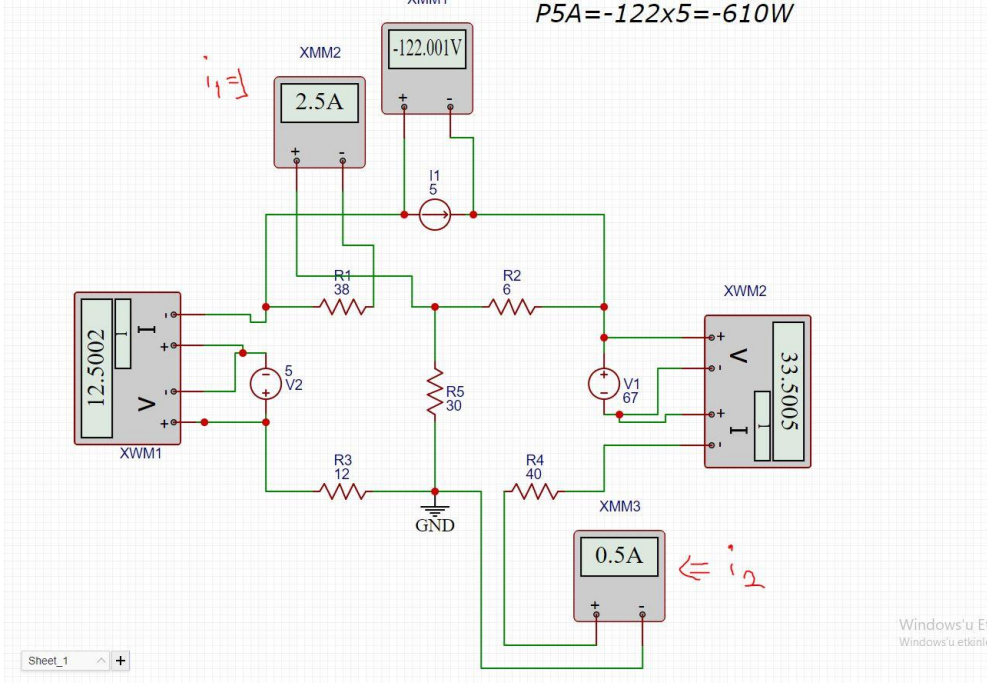 XMM1
P5A=-122x5=-610W
-122.001V
XMM2
i1=
2.5A
+ -
+ -
I1
5
R1
38
R2
6
XWM2
12.5002
I
V
- + - +
5
V2
R5
30
V1
67
+ - + -
V
I
33.5005
XWM1
R3
12
R4
40
GND
XMM3
0.5A
<= i2
+ -
Windows'u E
Windows'u etkinl
Sheet_1
+